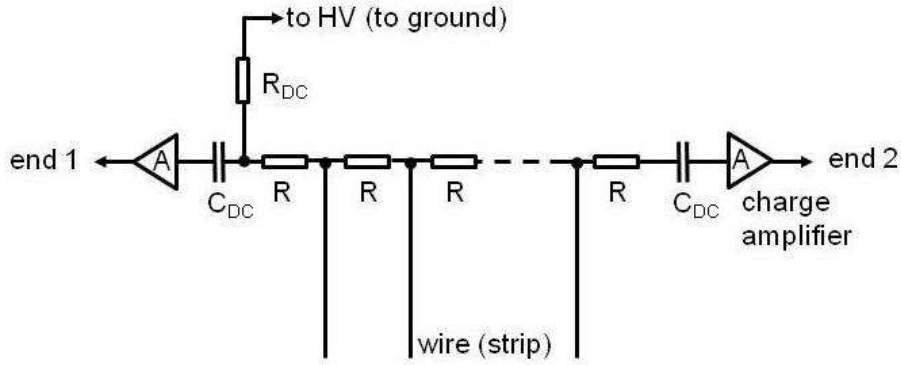 to HV (to ground)
R_DC
end 1
A
A
end 2
C_DC
R
R
R
R
C_DC
charge
amplifier
wire (strip)